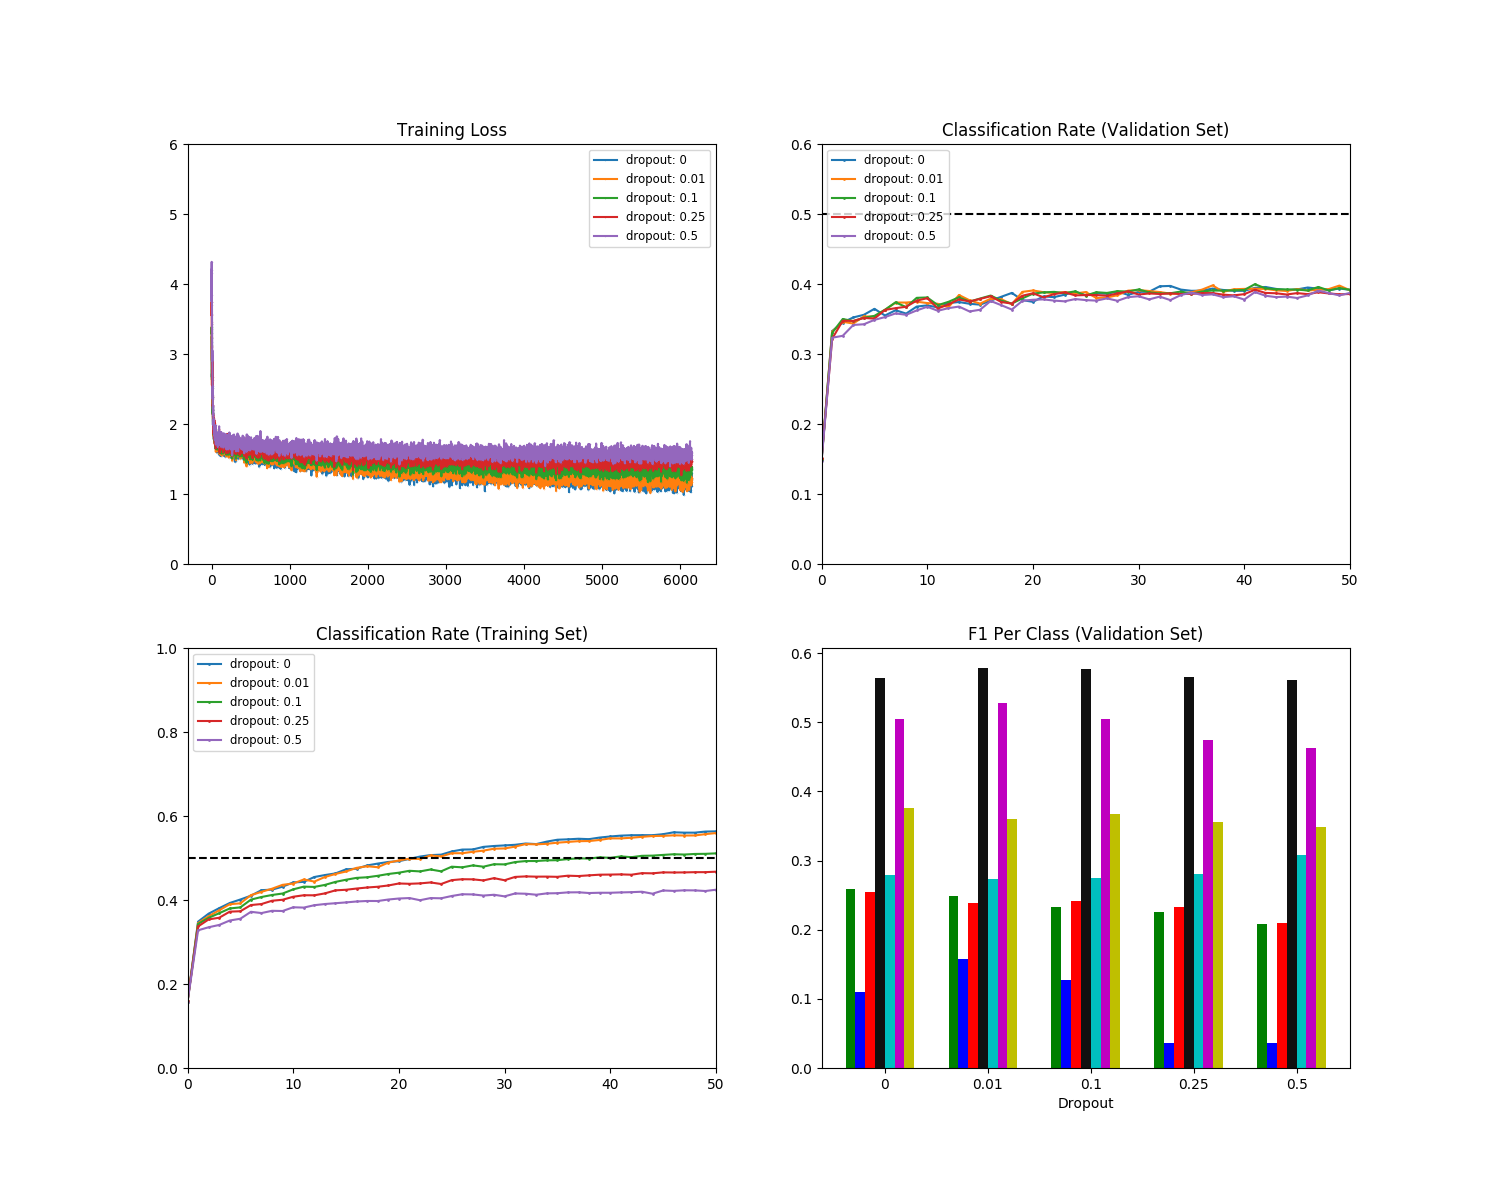 Training Loss
6
5
4
3
2
1
0
0 1000 2000 3000 4000 5000 6000
dropout: 0
dropout: 0.01
dropout: 0.1
dropout: 0.25
dropout: 0.5
Classification Rate (Validation Set)
0.6
0.5
0.4
0.3
0.2
0.1
0.0
0 10 20 30 40 50
dropout: 0
dropout: 0.01
dropout: 0.1
dropout: 0.25
dropout: 0.5
Classification Rate (Training Set)
1.0
0.8
0.6
0.4
0.2
0.0
0 10 20 30 40 50
dropout: 0
dropout: 0.01
dropout: 0.1
dropout: 0.25
dropout: 0.5
F1 Per Class (Validation Set)
0.6
0.5
0.4
0.3
0.2
0.1
0.0
0 0.01 0.1 0.25 0.5
Dropout